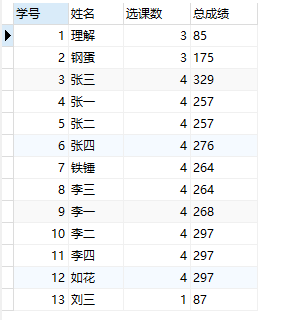 学号 姓名 选课数 总成绩
1 理解 3 85
2 钢蛋 3 175
3 张三 4 329
4 张一 4 257
5 张二 4 257
6 张四 4 276
7 铁锤 4 264
8 李三 4 264
9 李一 4 268
10 李二 4 297
11 李四 4 297
12 如花 4 297
13 刘三 1 87